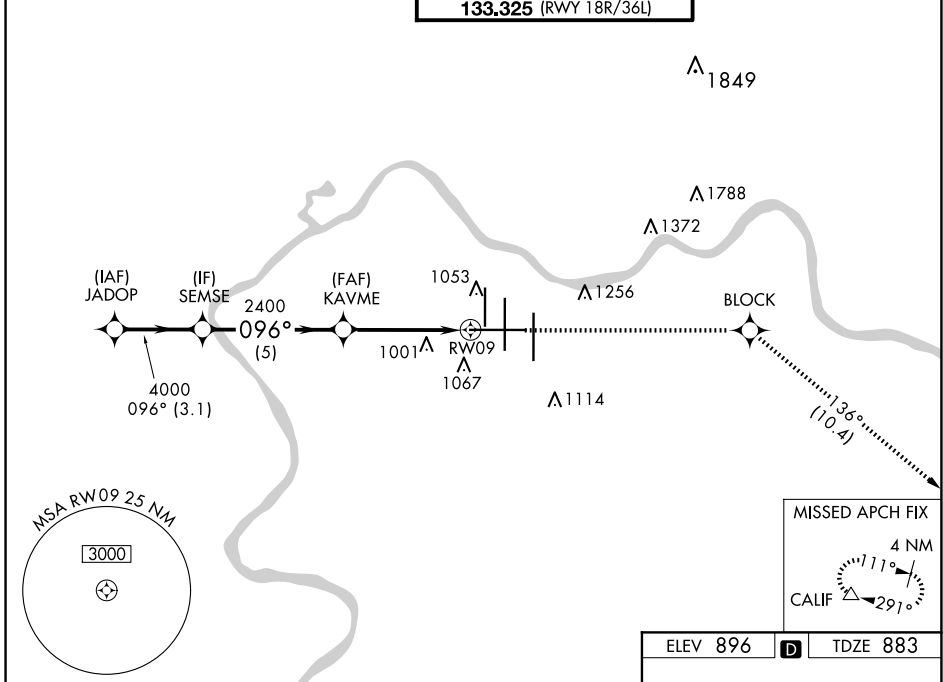 133.325 (RWY 18R/36L)
1849
1788
1372
(IAF)
JADOP
(IF)
SEMSE
2400
096°
(5)
(FAF)
KAVME
1053
1256
BLOCK
1001
RW09
1067
4000
096° (3.1)
1114
136°
(10.4)
MSA RW09 25 NM
3000
MISSED APCH FIX
4 NM
111°
CALIF
291°
ELEV 896 D TDZE 883